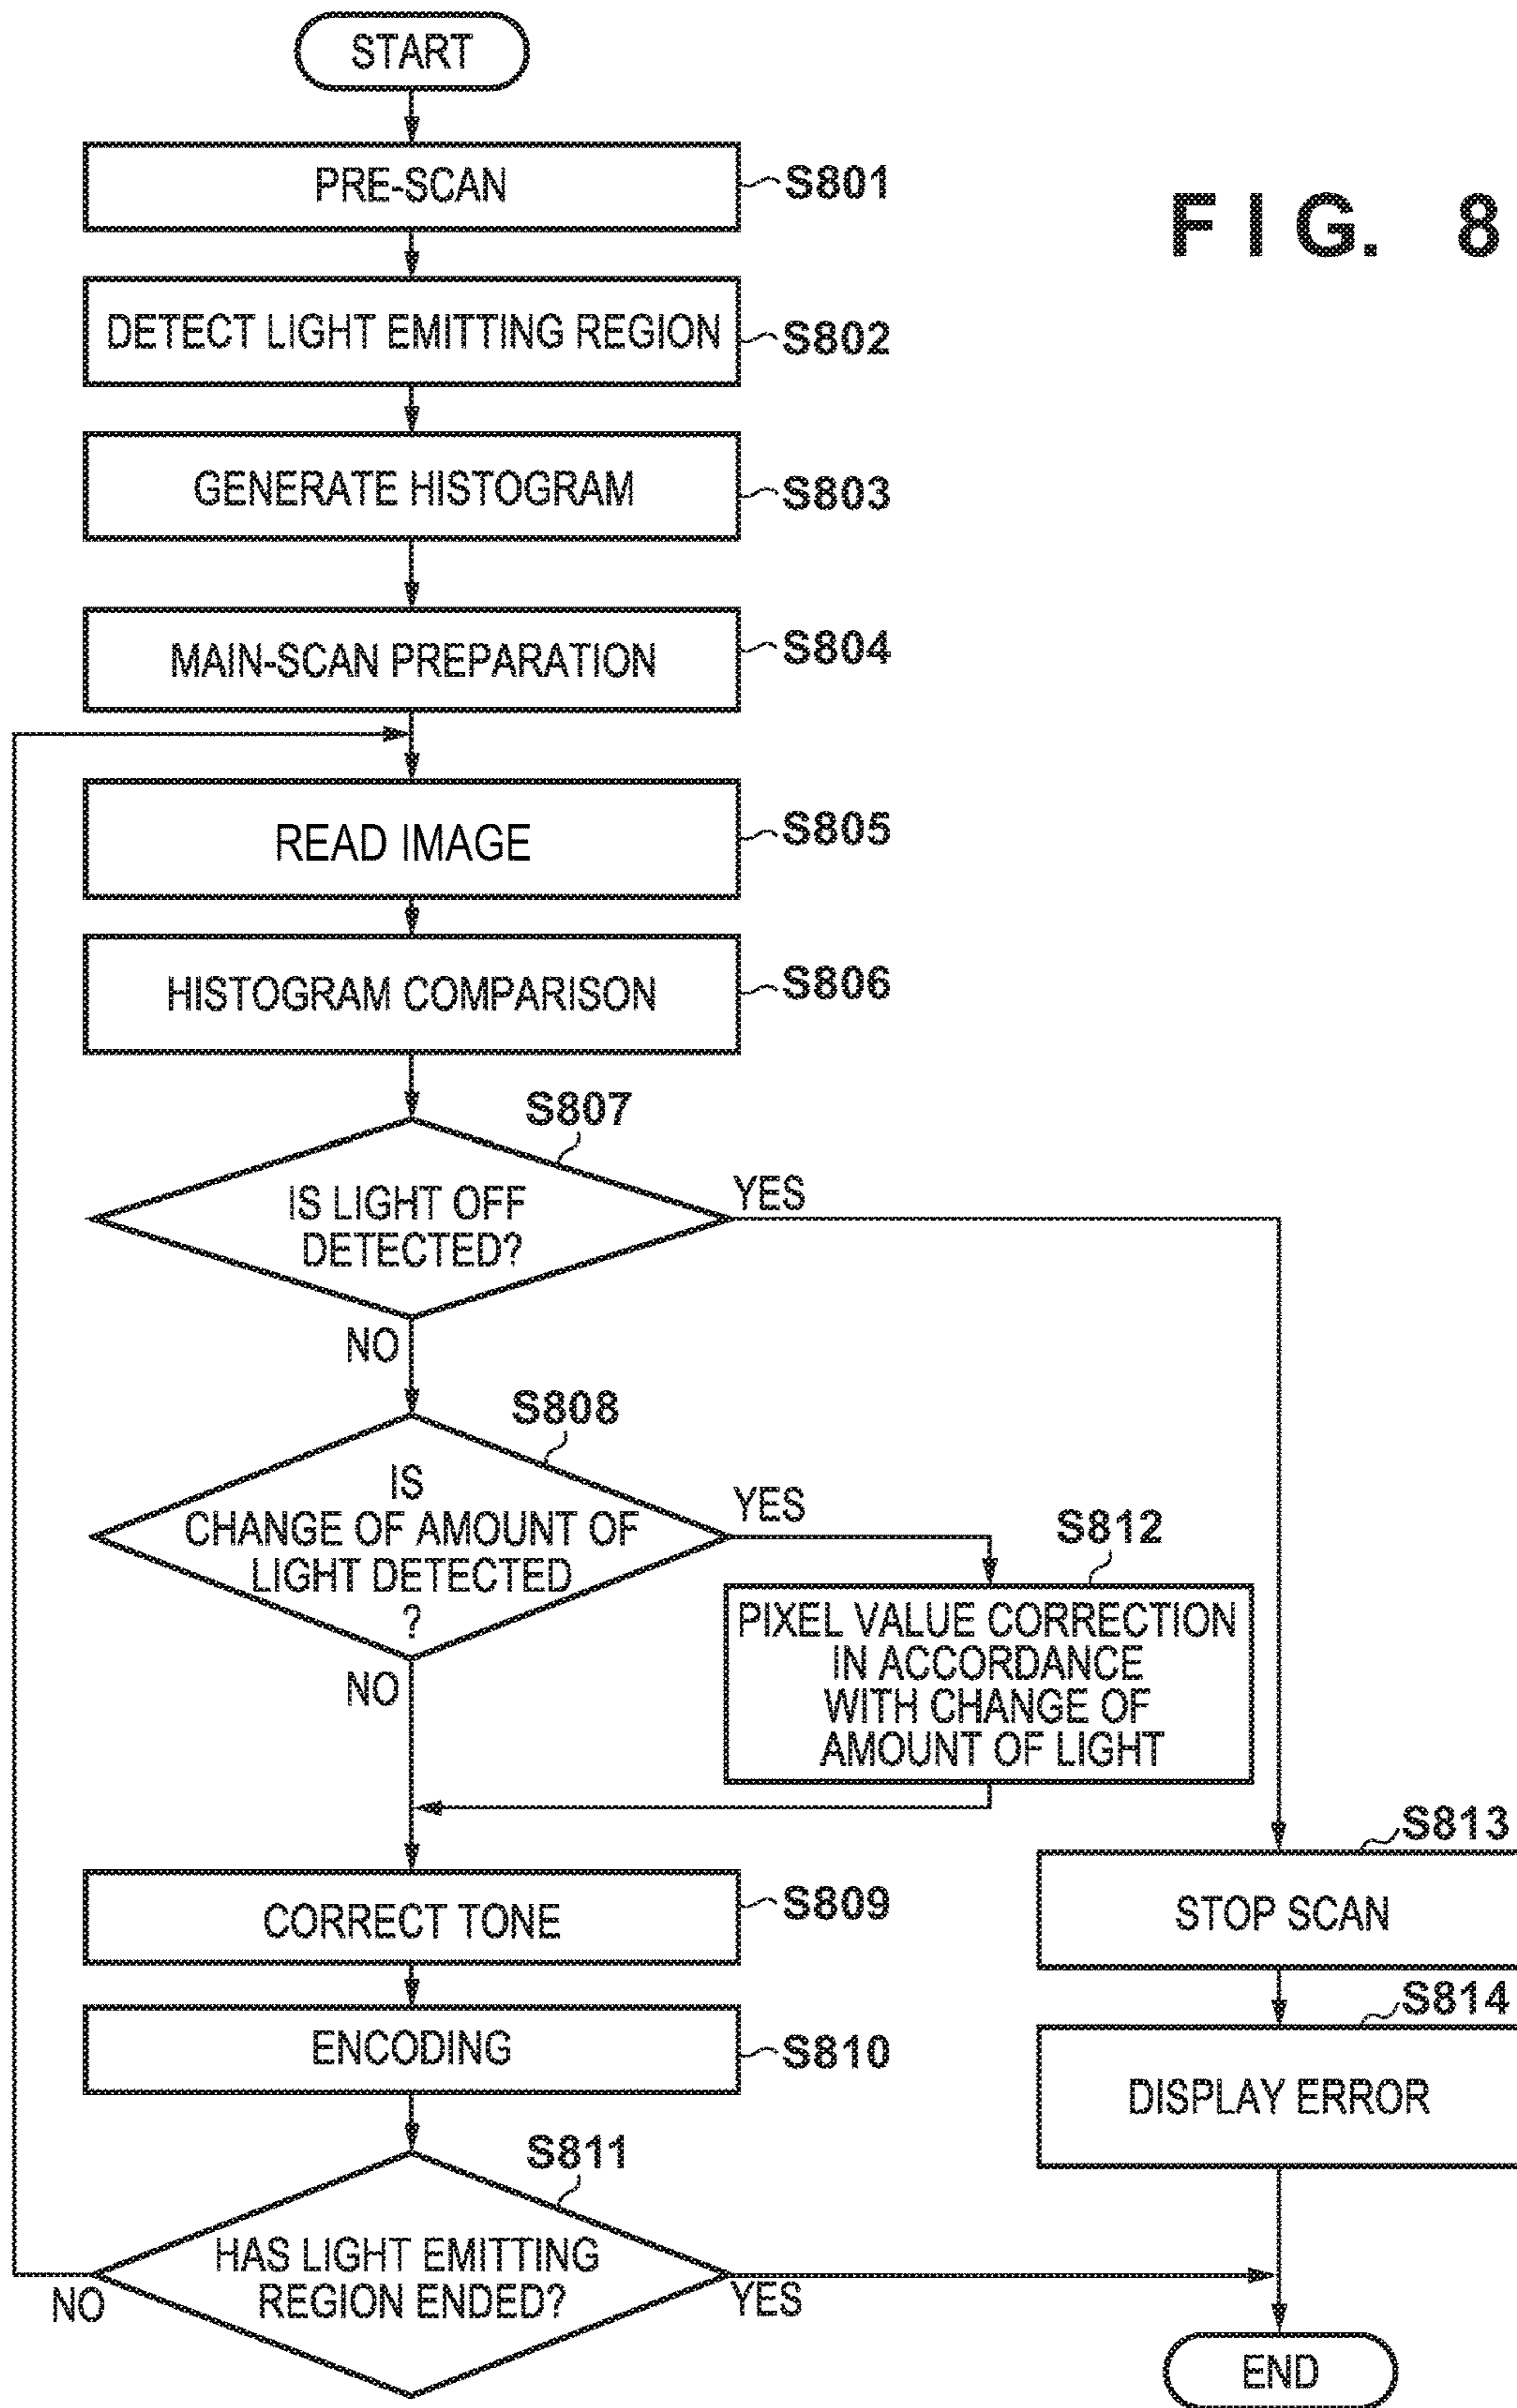 START
PRE-SCAN
S801
FIG. 8
DETECT LIGHT EMITTING REGION
S802
GENERATE HISTOGRAM
S803
MAIN-SCAN PREPARATION
S804
READ IMAGE
S805
HISTOGRAM COMPARISON
S806
S807
IS LIGHT OFF
DETECTED?
YES
NO
S808
IS
CHANGE OF AMOUNT OF
LIGHT DETECTED
?
YES
NO
S812
PIXEL VALUE CORRECTION
IN ACCORDANCE
WITH CHANGE OF
AMOUNT OF LIGHT
CORRECT TONE
S809
ENCODING
S810
S811
HAS LIGHT EMITTING
REGION ENDED?
NO
YES
S813
STOP SCAN
S814
DISPLAY ERROR
END